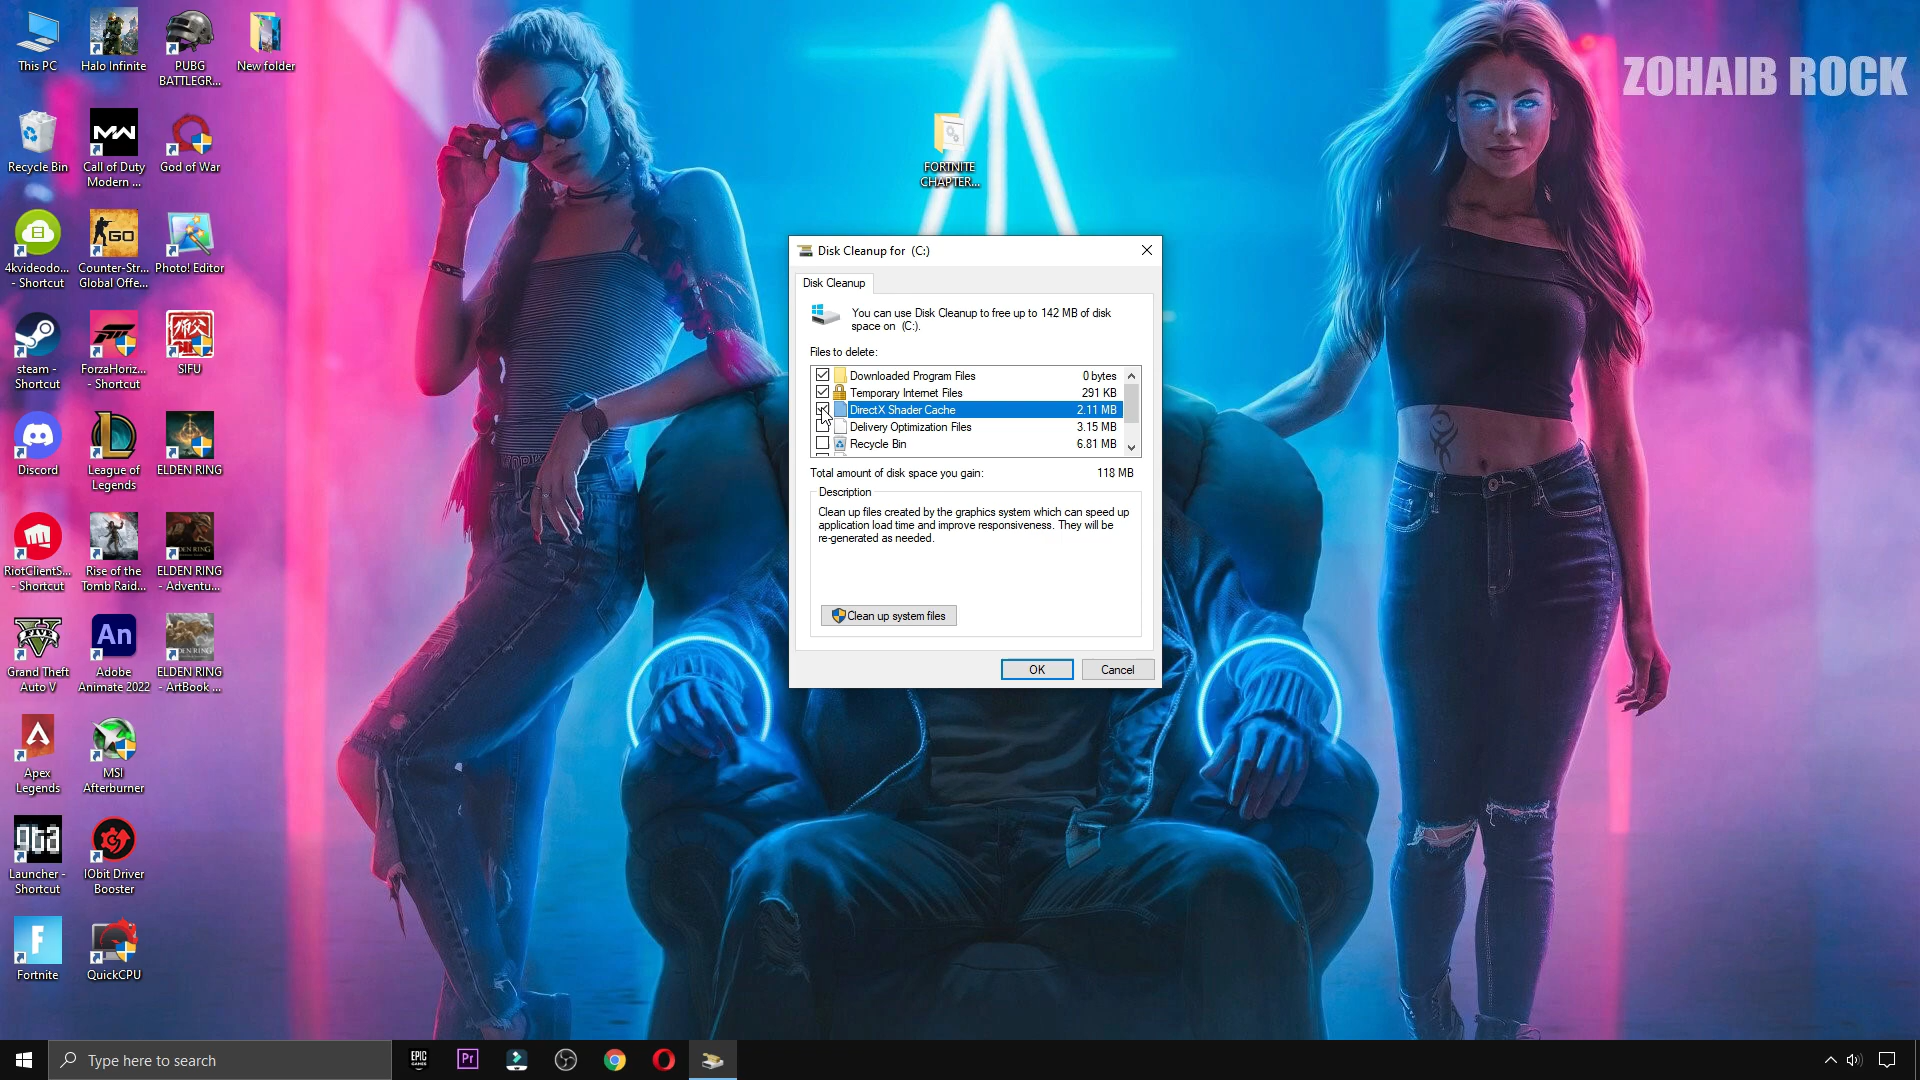 This PC
Halo Infinite
PUBG
BATTLEGR...
New folder
ZOHAIB ROCK
Recycle Bin
Call of Duty
Modern ...
God of War
FORTNITE
CHAPTER...
4kvideodo...
- Shortcut
Counter-Str...
Global Offe...
Photo! Editor
steam -
Shortcut
ForzaHoriz...
- Shortcut
SIFU
Discord
League of
Legends
ELDEN RING
RiotClientS...
- Shortcut
Rise of the
Tomb Raid...
ELDEN RING
- Adventu...
Grand Theft
Auto V
Adobe
Animate 2022
ELDEN RING
- ArtBook ...
Apex
Legends
MSI
Afterburner
Launcher -
Shortcut
IObit Driver
Booster
Fortnite
QuickCPU
MW
GO
FIVE
An
gta
F
Disk Cleanup for (C:)
Disk Cleanup
You can use Disk Cleanup to free up to 142 MB of disk
space on (C:).
Files to delete:
Downloaded Program Files 0 bytes
Temporary Internet Files 291 KB
DirectX Shader Cache 2.11 MB
Delivery Optimization Files 3.15 MB
Recycle Bin 6.81 MB
Total amount of disk space you gain: 118 MB
Description
Clean up files created by the graphics system which can speed up
application load time and improve responsiveness. They will be
re-generated as needed.
Clean up system files
OK Cancel
Type here to search
EPIC
GAMES
Pr